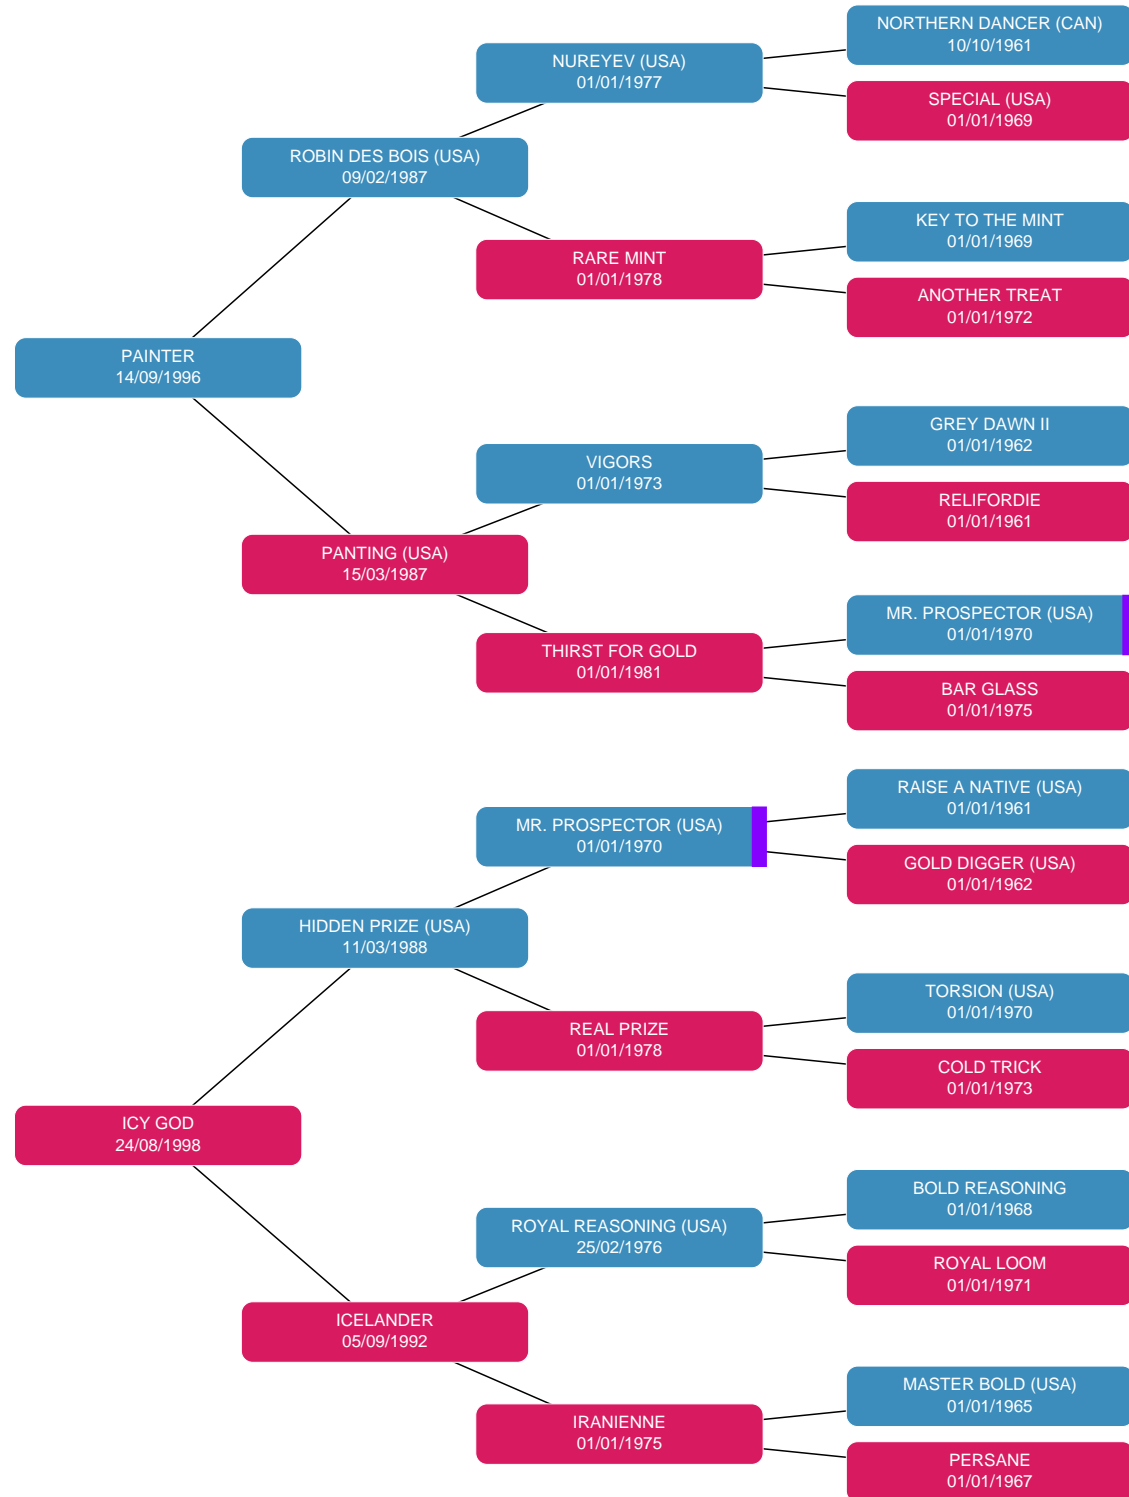 NORTHERN DANCER (CAN)
10/10/1961
NUREYEV (USA)
01/01/1977
SPECIAL (USA)
01/01/1969
ROBIN DES BOIS (USA)
09/02/1987
KEY TO THE MINT
01/01/1969
RARE MINT
01/01/1978
ANOTHER TREAT
01/01/1972
PAINTER
14/09/1996
GREY DAWN II
01/01/1962
VIGORS
01/01/1973
RELIFORDIE
01/01/1961
PANTING (USA)
15/03/1987
MR. PROSPECTOR (USA)
01/01/1970
THIRST FOR GOLD
01/01/1981
BAR GLASS
01/01/1975
RAISE A NATIVE (USA)
01/01/1961
MR. PROSPECTOR (USA)
01/01/1970
GOLD DIGGER (USA)
01/01/1962
HIDDEN PRIZE (USA)
11/03/1988
TORSION (USA)
01/01/1970
REAL PRIZE
01/01/1978
COLD TRICK
01/01/1973
ICY GOD
24/08/1998
BOLD REASONING
01/01/1968
ROYAL REASONING (USA)
25/02/1976
ROYAL LOOM
01/01/1971
ICELANDER
05/09/1992
MASTER BOLD (USA)
01/01/1965
IRANIENNE
01/01/1975
PERSANE
01/01/1967